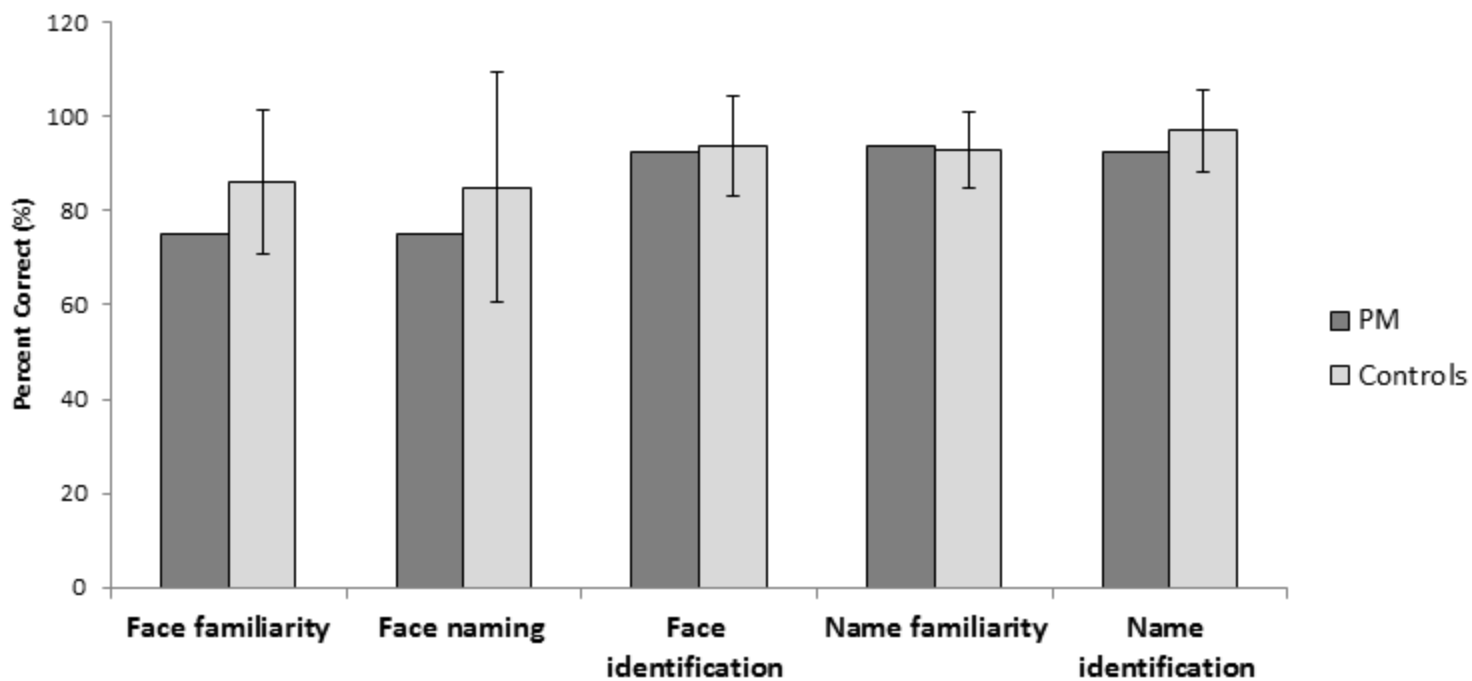 120
100
80
60
40
20
0
Percent Correct (%)
Face familiarity
Face naming
Face
identification
Name familiarity
Name
identification
PM
Controls